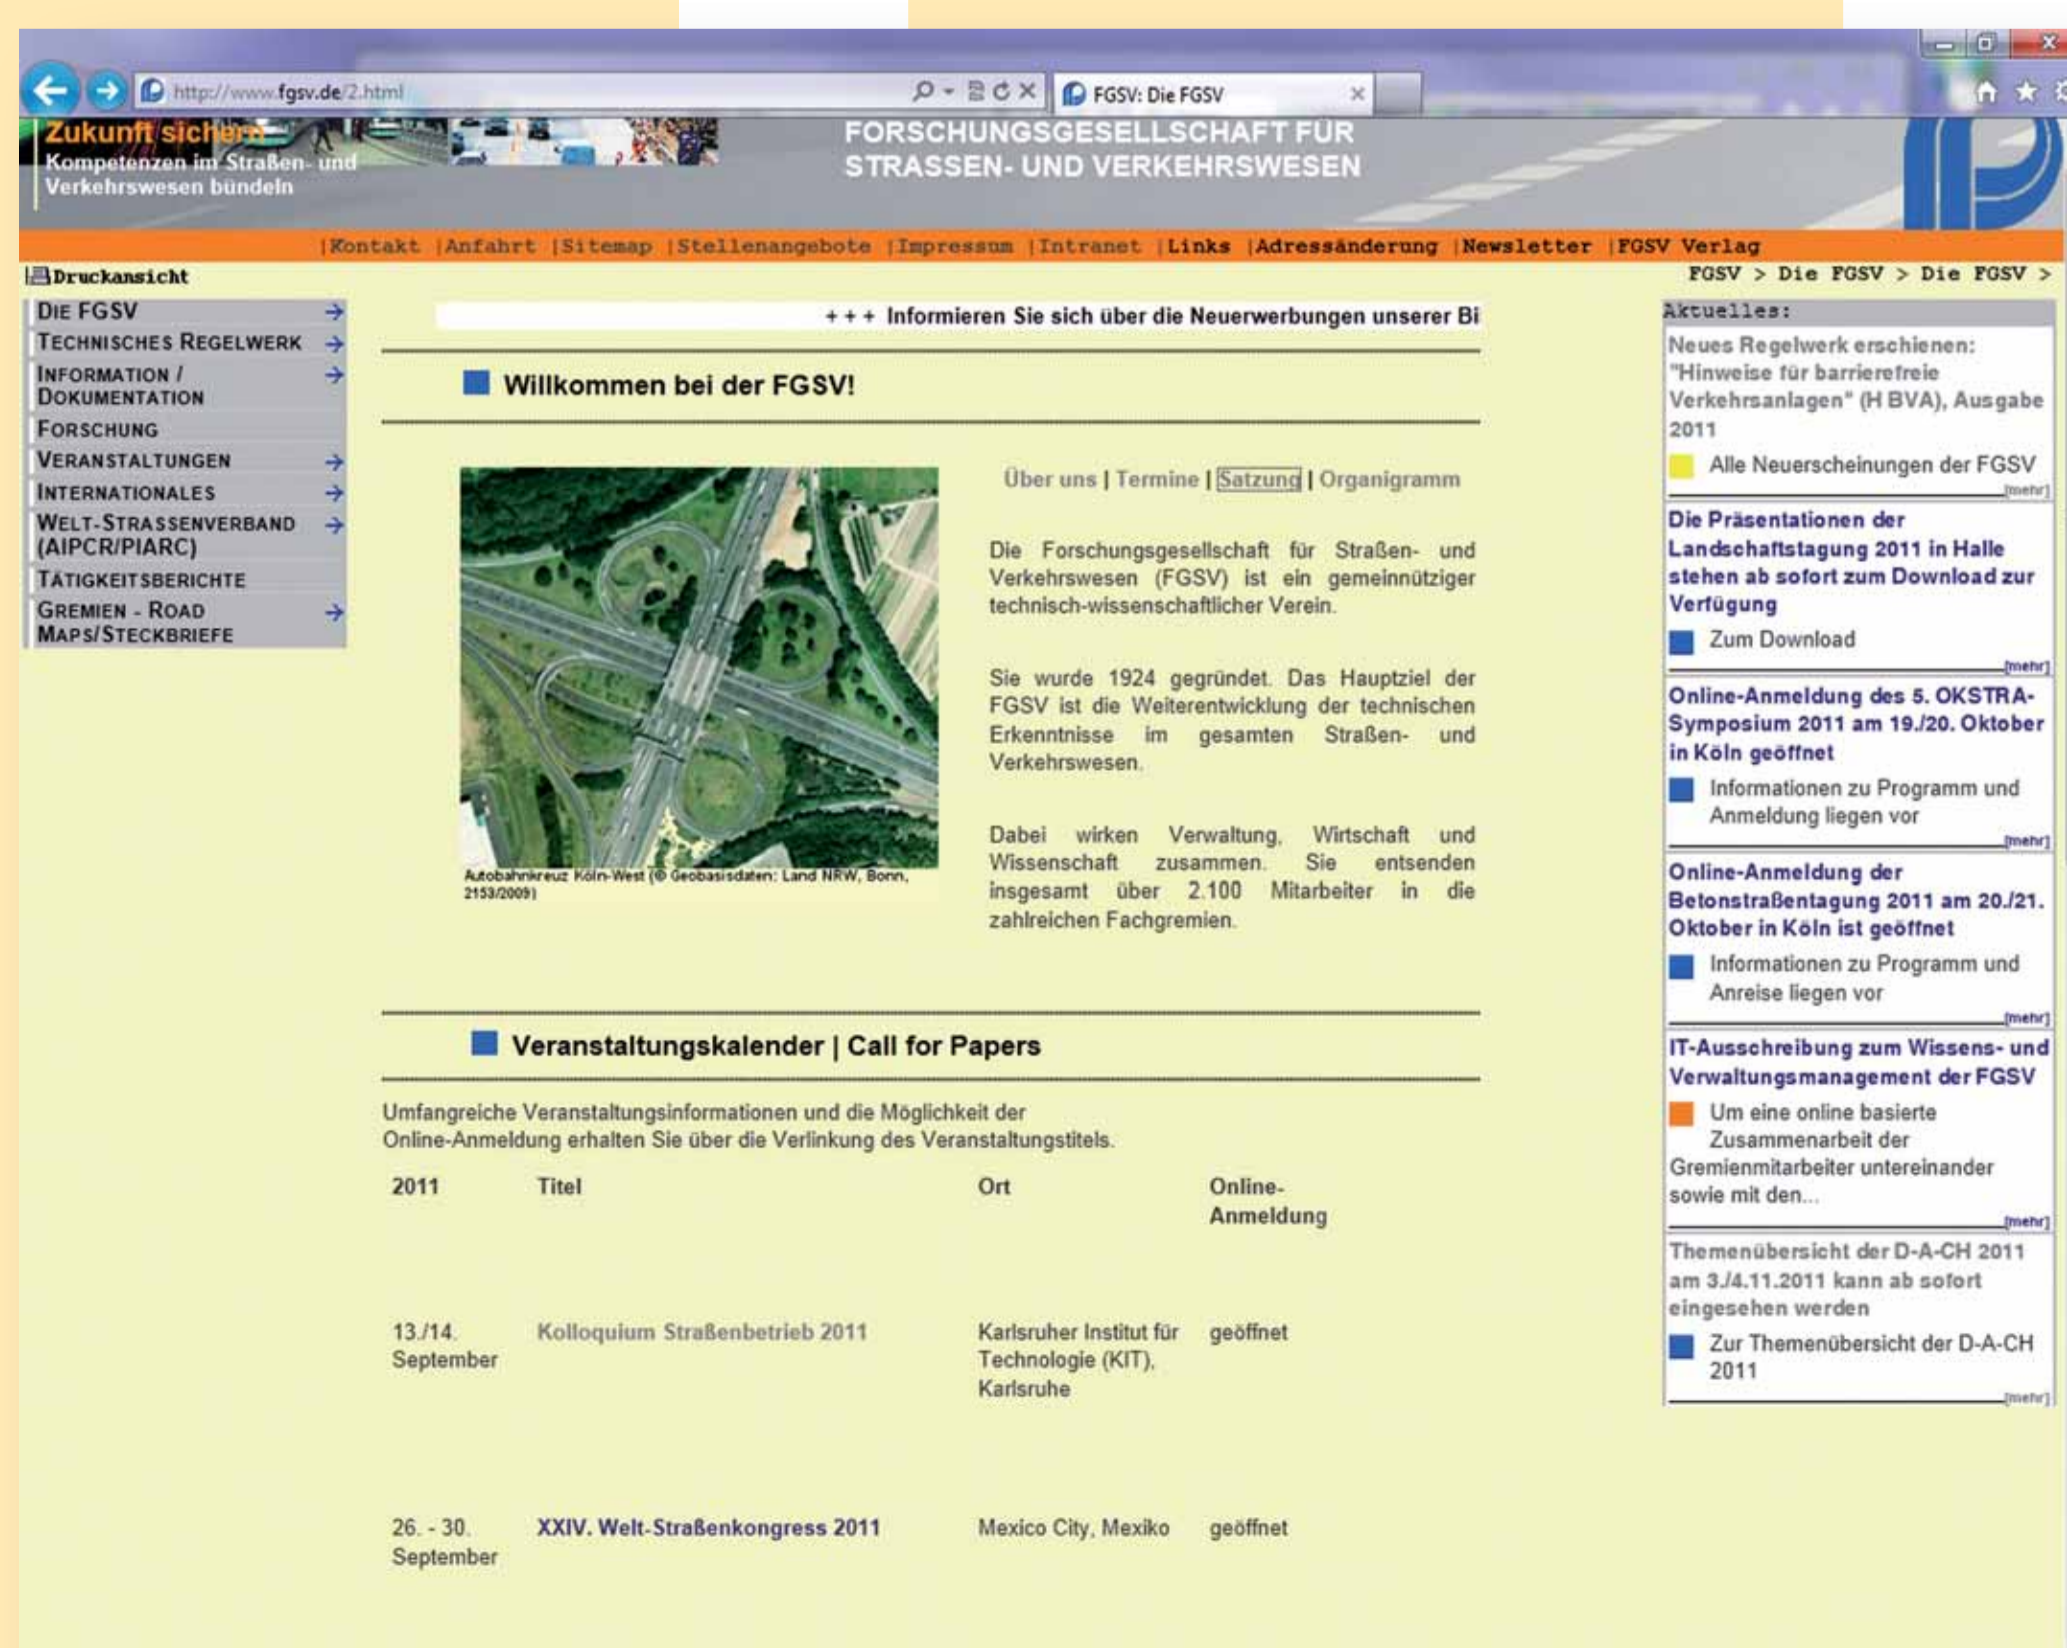 http://www.fgsv.de/2.html
FGSV: Die FGSV
Zukunft sichern
Kompetenzen im Straßen- und
Verkehrswesen bündeln
FORSCHUNGSGESELLSCHAFT FÜR
STRASSEN- UND VERKEHRSWESEN
|Kontakt |Anfahrt |Sitemap |Stellenangebote |Impressum |Intranet |Links |Adressänderung |Newsletter |FGSV Verlag
Druckansicht
FGSV > Die FGSV > Die FGSV >
DIE FGSV
TECHNISCHES REGELWERK
INFORMATION /
DOKUMENTATION
FORSCHUNG
VERANSTALTUNGEN
INTERNATIONALES
WELT-STRASSENVERBAND
(AIPCR/PIARC)
TÄTIGKEITSBERICHTE
GREMIEN - ROAD
MAPS/STECKBRIEFE
+ + + Informieren Sie sich über die Neuerwerbungen unserer Bi
Willkommen bei der FGSV!
Autobahnkreuz Köln-West (© Geobasisdaten: Land NRW, Bonn,
2153/2009)
Über uns | Termine | Satzung | Organigramm
Die Forschungsgesellschaft für Straßen- und
Verkehrswesen (FGSV) ist ein gemeinnütziger
technisch-wissenschaftlicher Verein.
Sie wurde 1924 gegründet. Das Hauptziel der
FGSV ist die Weiterentwicklung der technischen
Erkenntnisse im gesamten Straßen- und
Verkehrswesen.
Dabei wirken Verwaltung, Wirtschaft und
Wissenschaft zusammen. Sie entsenden
insgesamt über 2.100 Mitarbeiter in die
zahlreichen Fachgremien.
Veranstaltungskalender | Call for Papers
Umfangreiche Veranstaltungsinformationen und die Möglichkeit der
Online-Anmeldung erhalten Sie über die Verlinkung des Veranstaltungstitels.
2011 Titel Ort Online-
Anmeldung
13./14. Kolloquium Straßenbetrieb 2011 Karlsruher Institut für geöffnet
September Technologie (KIT),
Karlsruhe
26. - 30. XXIV. Welt-Straßenkongress 2011 Mexico City, Mexiko geöffnet
September
Aktuelles:
Neues Regelwerk erschienen:
"Hinweise für barrierefreie
Verkehrsanlagen" (H BVA), Ausgabe
2011
Alle Neuerscheinungen der FGSV
[mehr]
Die Präsentationen der
Landschaftstagung 2011 in Halle
stehen ab sofort zum Download zur
Verfügung
Zum Download
[mehr]
Online-Anmeldung des 5. OKSTRA-
Symposium 2011 am 19./20. Oktober
in Köln geöffnet
Informationen zu Programm und
Anmeldung liegen vor
[mehr]
Online-Anmeldung der
Betonstraßentagung 2011 am 20./21.
Oktober in Köln ist geöffnet
Informationen zu Programm und
Anreise liegen vor
[mehr]
IT-Ausschreibung zum Wissens- und
Verwaltungsmanagement der FGSV
Um eine online basierte
Zusammenarbeit der
Gremienmitarbeiter untereinander
sowie mit den...
[mehr]
Themenübersicht der D-A-CH 2011
am 3./4.11.2011 kann ab sofort
eingesehen werden
Zur Themenübersicht der D-A-CH
2011
[mehr]